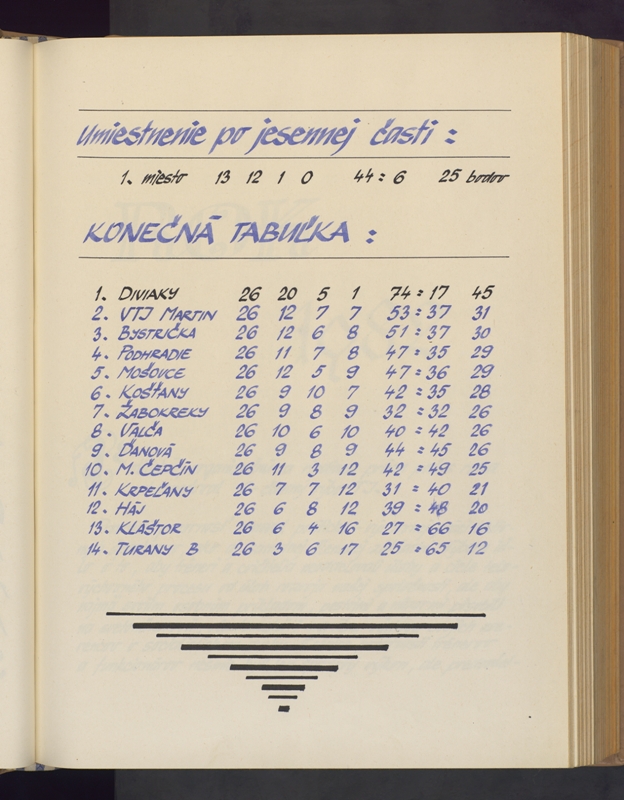 Umiestnenie po jesennej časti :
1. miesto 13 12 1 0 44 : 6 25 bodov
KONEČNÁ TABUĽKA :
1. DIVIAKY 26 20 5 1 74 : 17 45
2. VTJ MARTIN 26 12 7 7 53 : 37 31
3. BYSTRIČKA 26 12 6 8 51 : 37 30
4. PODHRADIE 26 11 7 8 47 : 35 29
5. MOŠOVCE 26 12 5 9 47 : 36 29
6. KOŠŤANY 26 9 10 7 42 : 35 28
7. ŽABOKREKY 26 9 8 9 32 : 32 26
8. VALČA 26 10 6 10 40 : 42 26
9. ĎANOVÁ 26 9 8 9 44 : 45 26
10. M. ČEPČÍN 26 11 3 12 42 : 49 25
11. KRPEĽANY 26 7 7 12 31 : 40 21
12. HÁJ 26 6 8 12 39 : 48 20
13. KLÁŠTOR 26 6 4 16 27 : 66 16
14. TURANY B 26 3 6 17 25 : 65 12